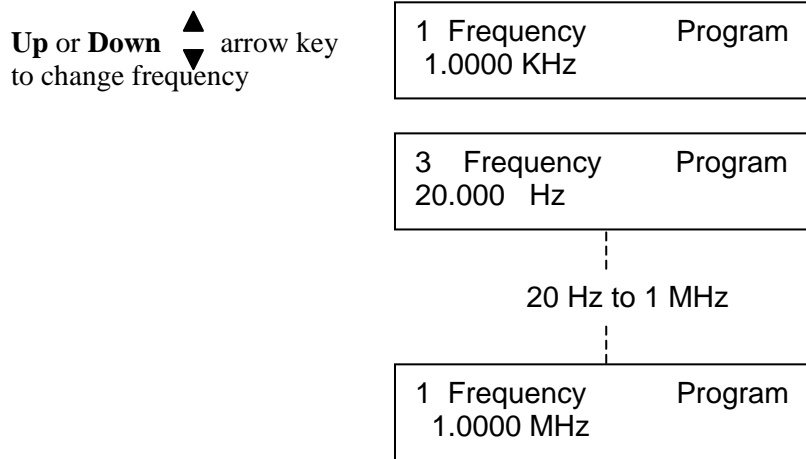 Up or Down ▲▼ arrow key
to change frequency
1 Frequency Program
1.0000 KHz
3 Frequency Program
20.000 Hz
20 Hz to 1 MHz
1 Frequency Program
1.0000 MHz